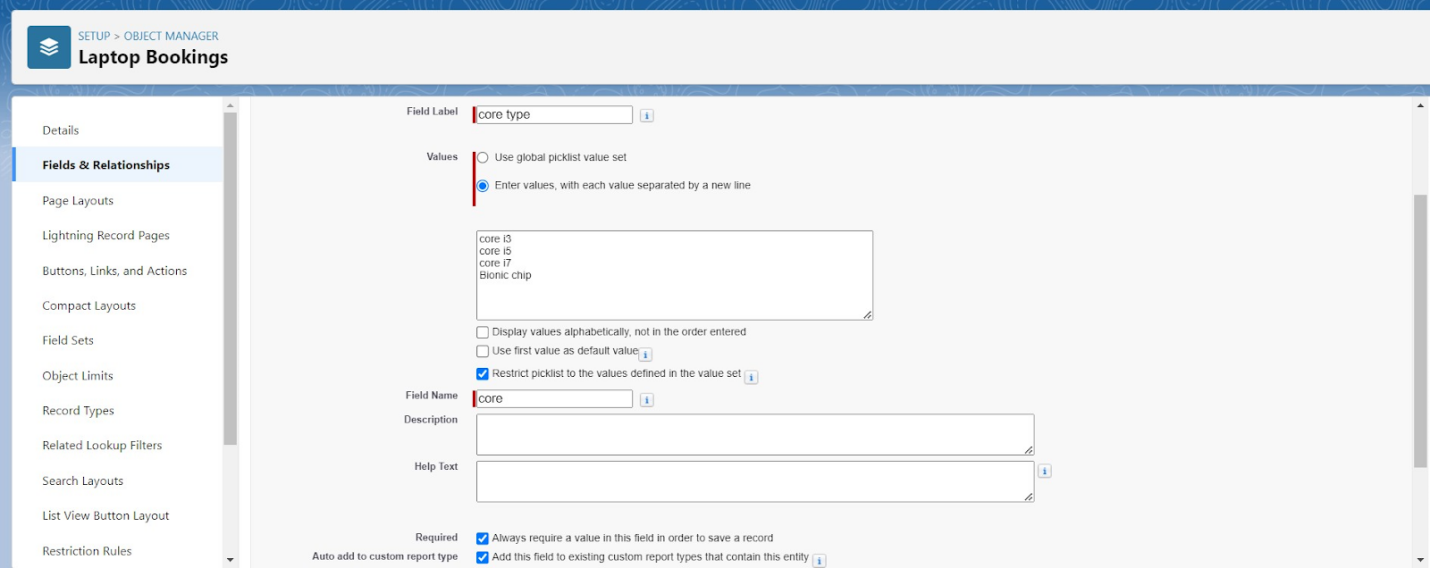 SETUP > OBJECT MANAGER
Laptop Bookings
Details
Fields & Relationships
Page Layouts
Lightning Record Pages
Buttons, Links, and Actions
Compact Layouts
Field Sets
Object Limits
Record Types
Related Lookup Filters
Search Layouts
List View Button Layout
Restriction Rules
Field Label core type i
Values Use global picklist value set
Enter values, with each value separated by a new line
core i3
core i5
core i7
Bionic chip
Display values alphabetically, not in the order entered
Use first value as default value i
Restrict picklist to the values defined in the value set i
Field Name core i
Description
Help Text i
Required Always require a value in this field in order to save a record
Auto add to custom report type Add this field to existing custom report types that contain this entity i